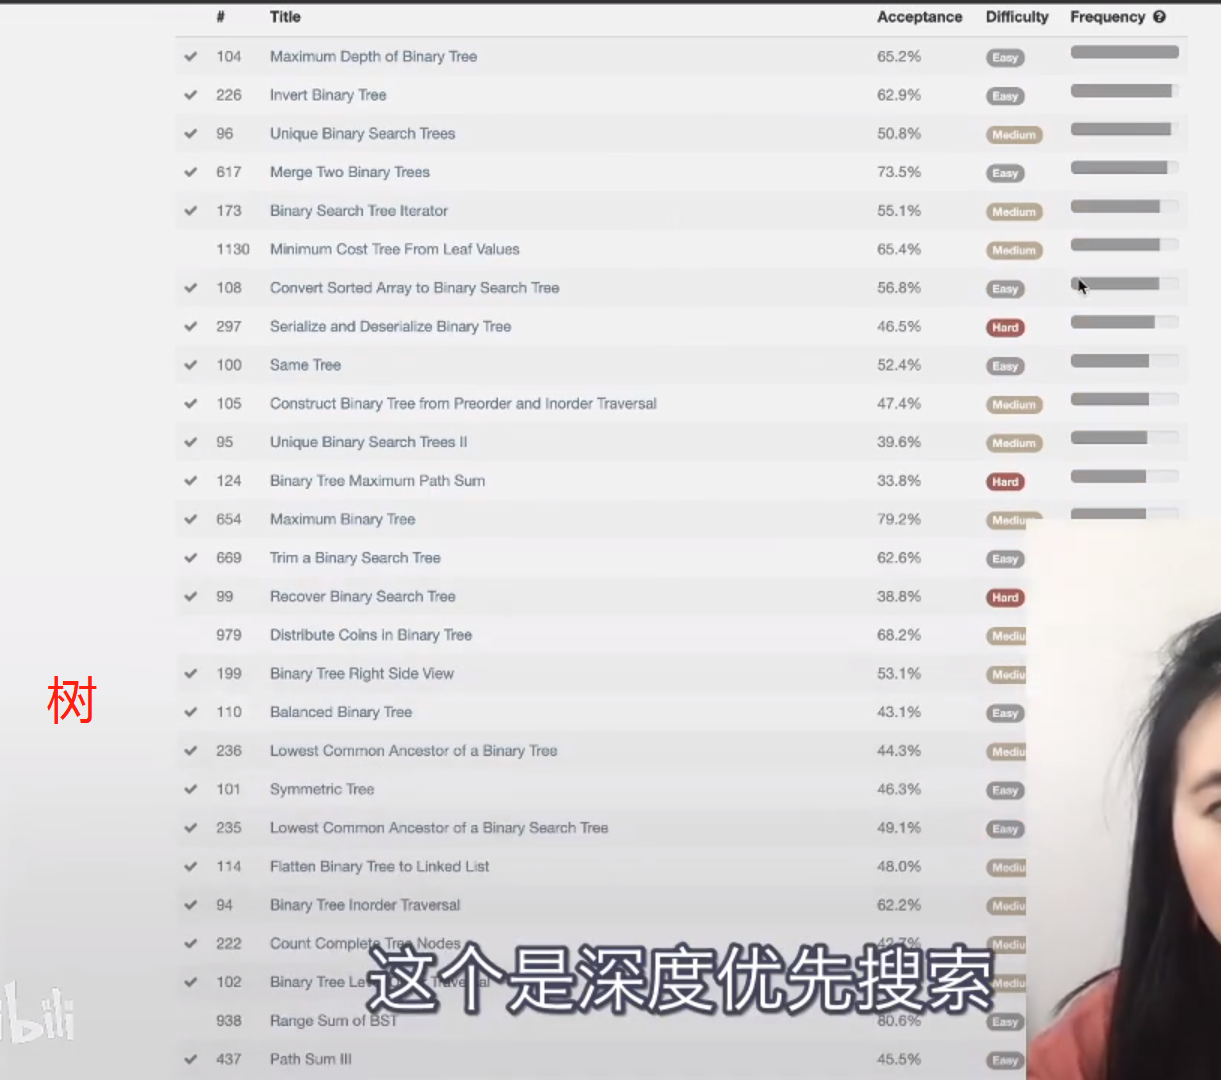 # Title Acceptance Difficulty Frequency
104 Maximum Depth of Binary Tree 65.2% Easy
226 Invert Binary Tree 62.9% Easy
96 Unique Binary Search Trees 50.8% Medium
617 Merge Two Binary Trees 73.5% Easy
173 Binary Search Tree Iterator 55.1% Medium
1130 Minimum Cost Tree From Leaf Values 65.4% Medium
108 Convert Sorted Array to Binary Search Tree 56.8% Easy
297 Serialize and Deserialize Binary Tree 46.5% Hard
100 Same Tree 52.4% Easy
105 Construct Binary Tree from Preorder and Inorder Traversal 47.4% Medium
95 Unique Binary Search Trees II 39.6% Medium
124 Binary Tree Maximum Path Sum 33.8% Hard
654 Maximum Binary Tree 79.2% Medium
669 Trim a Binary Search Tree 62.6% Easy
99 Recover Binary Search Tree 38.8% Hard
979 Distribute Coins in Binary Tree 68.2% Mediu
199 Binary Tree Right Side View 53.1% Mediu
树
110 Balanced Binary Tree 43.1% Easy
236 Lowest Common Ancestor of a Binary Tree 44.3% Mediu
101 Symmetric Tree 46.3% Easy
235 Lowest Common Ancestor of a Binary Search Tree 49.1% Easy
114 Flatten Binary Tree to Linked List 48.0% Mediu
94 Binary Tree Inorder Traversal 62.2% Mediu
222 Count Complete Tree Nodes Mediu
这个是深度优先搜索
102 Binary Tree Mediu
938 Range Sum of BST 80.6% Easy
437 Path Sum III 45.5% Easy